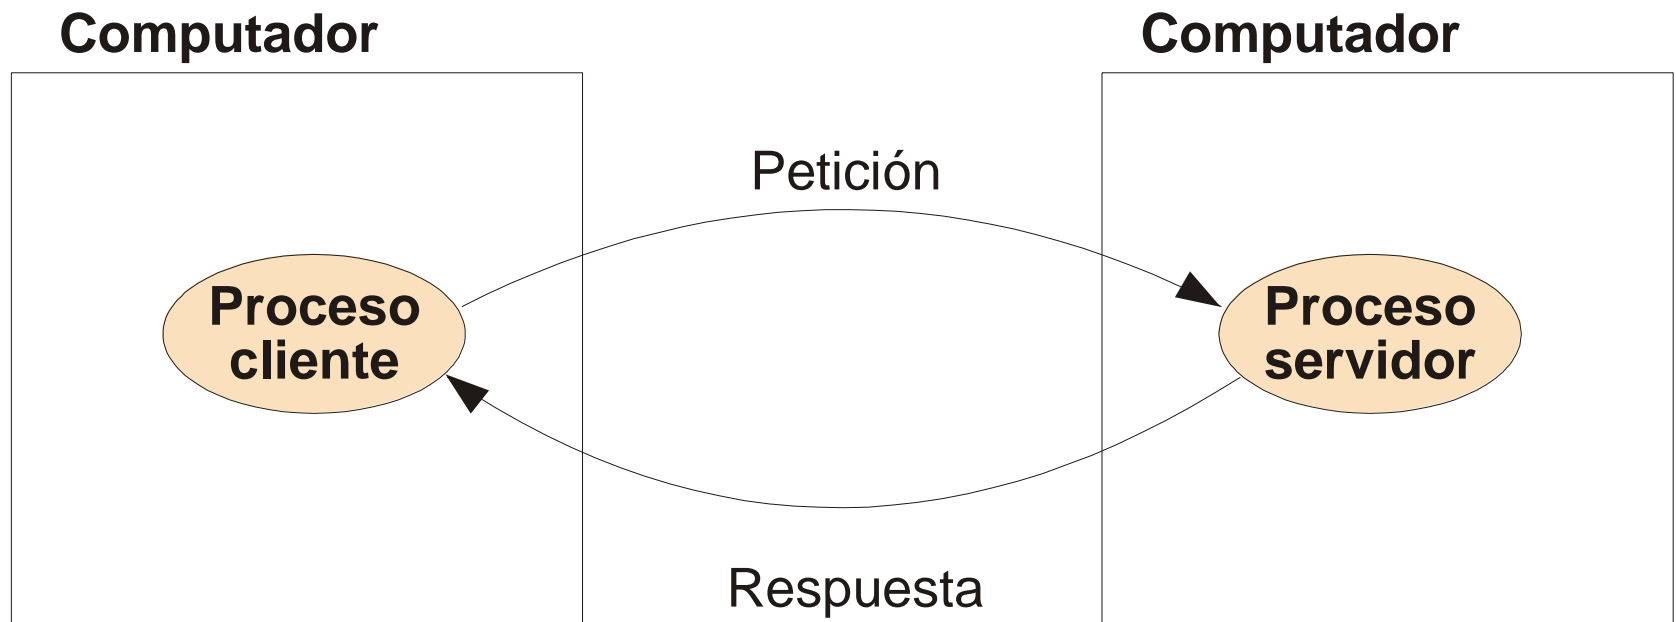 Computador
Computador
Petición
Proceso
cliente
Proceso
servidor
Respuesta